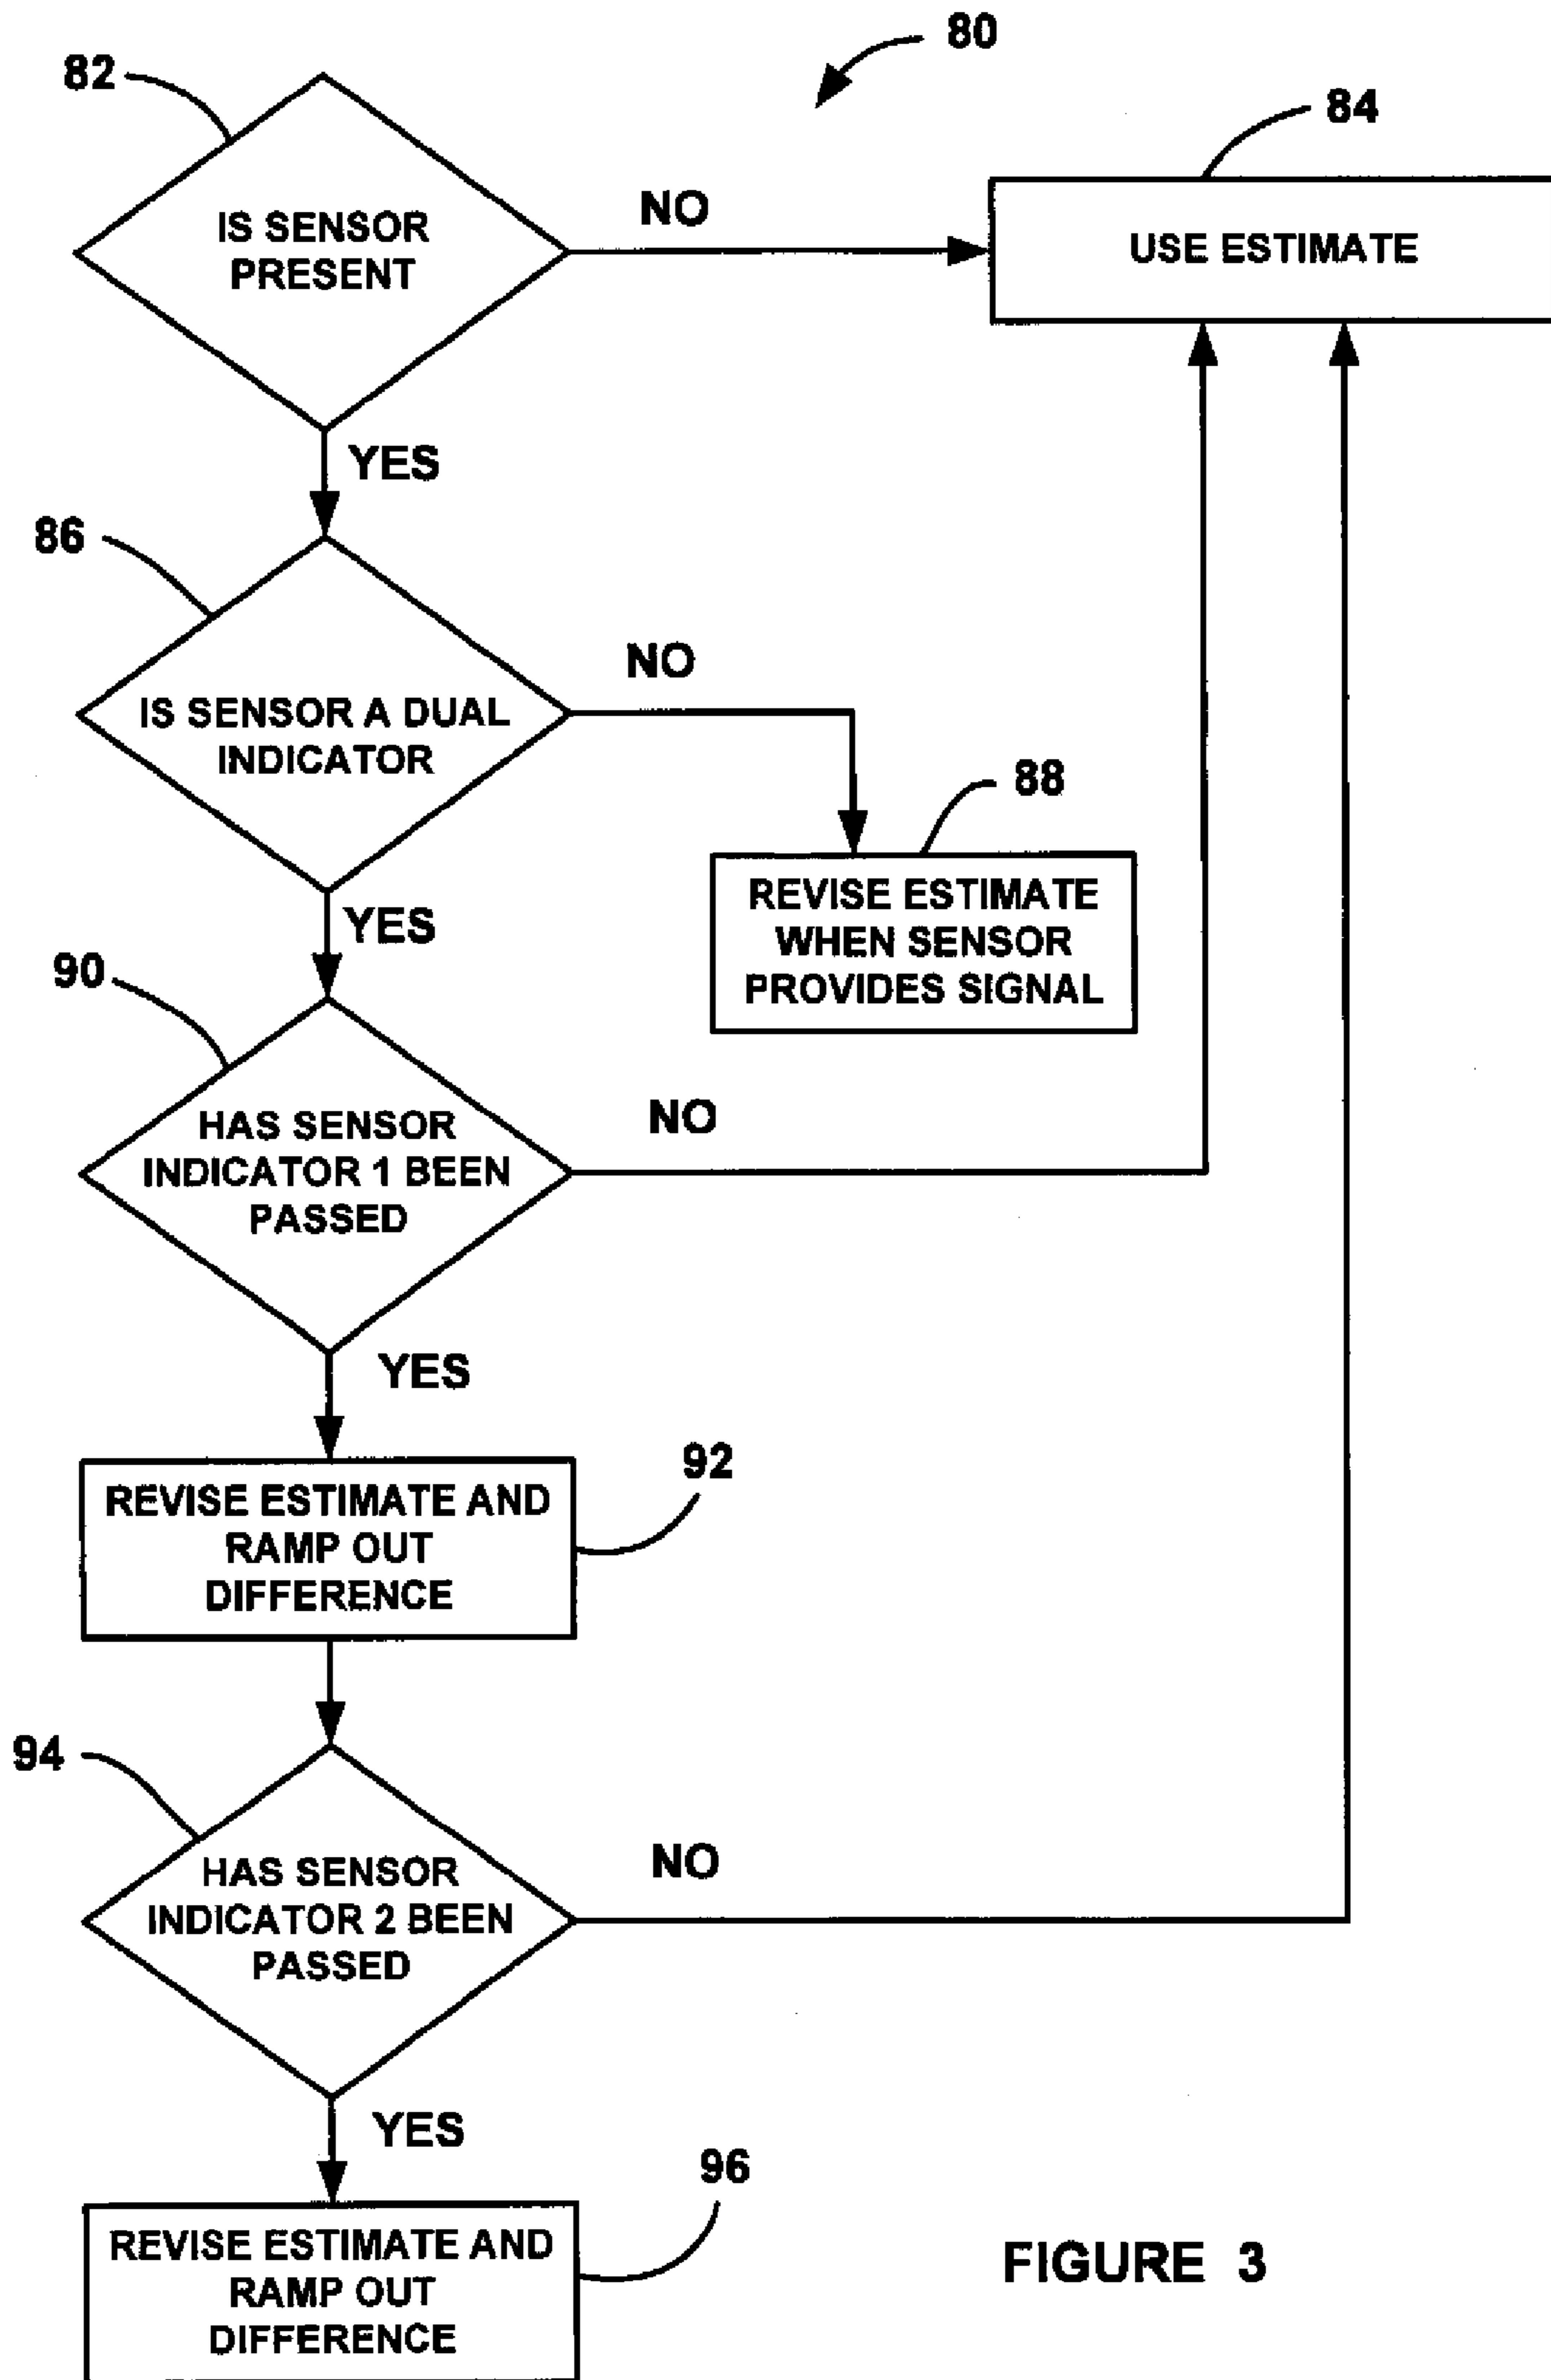 80
82
84
IS SENSOR
PRESENT
NO
USE ESTIMATE
YES
86
IS SENSOR A DUAL
INDICATOR
NO
88
REVISE ESTIMATE
WHEN SENSOR
PROVIDES SIGNAL
YES
90
HAS SENSOR
INDICATOR 1 BEEN
PASSED
NO
YES
92
REVISE ESTIMATE AND
RAMP OUT
DIFFERENCE
94
HAS SENSOR
INDICATOR 2 BEEN
PASSED
NO
YES
96
REVISE ESTIMATE AND
RAMP OUT
DIFFERENCE
FIGURE 3